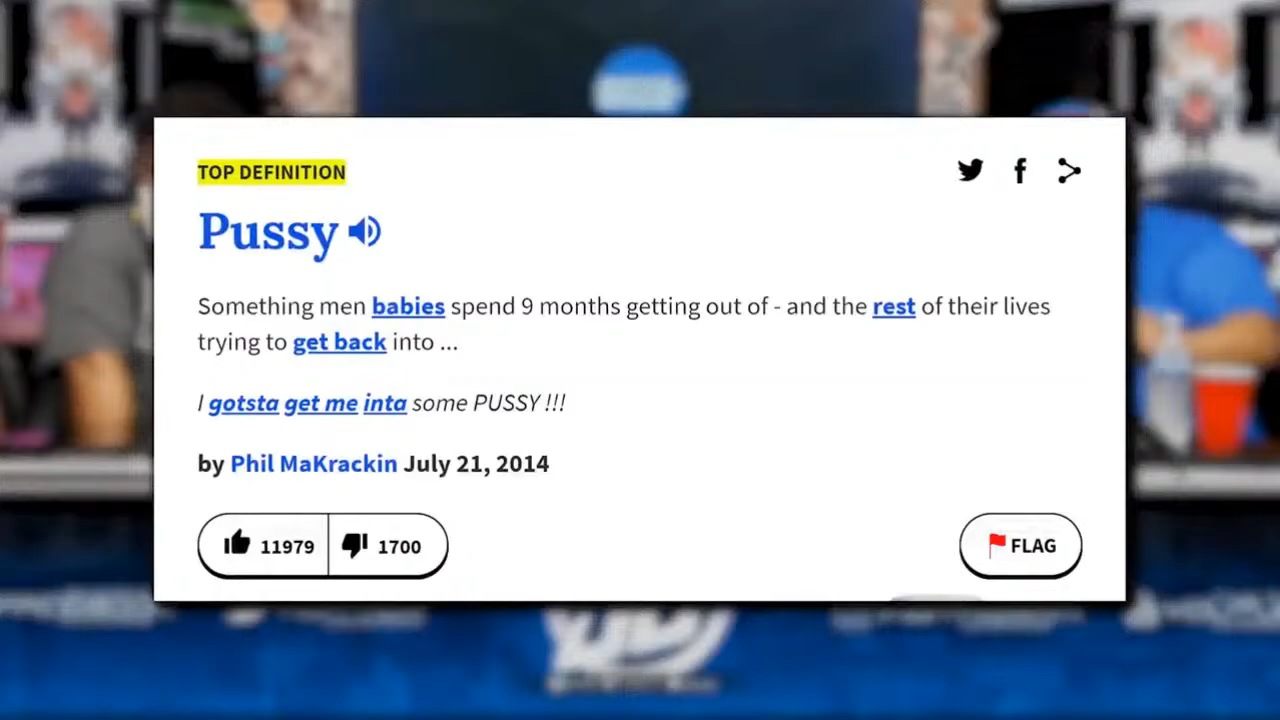 TOP DEFINITION
Pussy
Something men babies spend 9 months getting out of - and the rest of their lives
trying to get back into ...
I gotsta get me inta some PUSSY !!!
by Phil MaKrackin July 21, 2014
11979 1700
FLAG